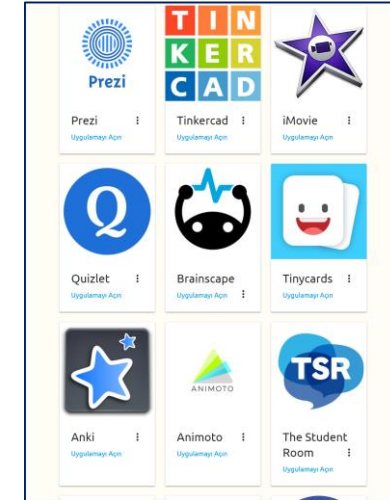 Prezi
TIN
KER
CAD
Prezi
Tinkercad
iMovie
Uygulamayı Açın
Uygulamayı Açın
Uygulamayı Açın
Q
Quizlet
Brainscape
Tinycards
Uygulamayı Açın
Uygulamayı Açın
Uygulamayı Açın
ANIMOTO
TSR
Anki
Animoto
The Student
Room
Uygulamayı Açın
Uygulamayı Açın
Uygulamayı Açın